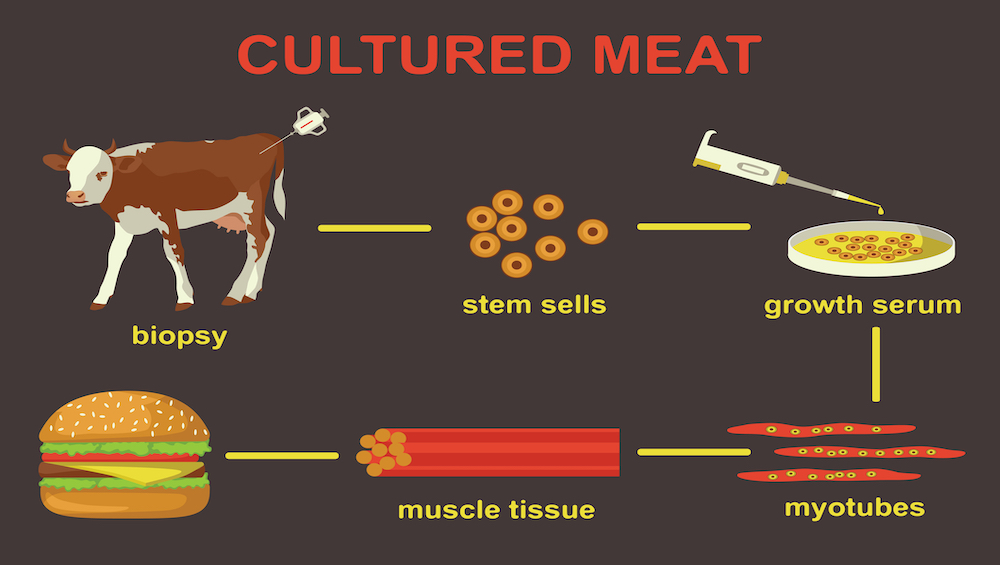 CULTURED MEAT
biopsy
stem sells
growth serum
muscle tissue
myotubes